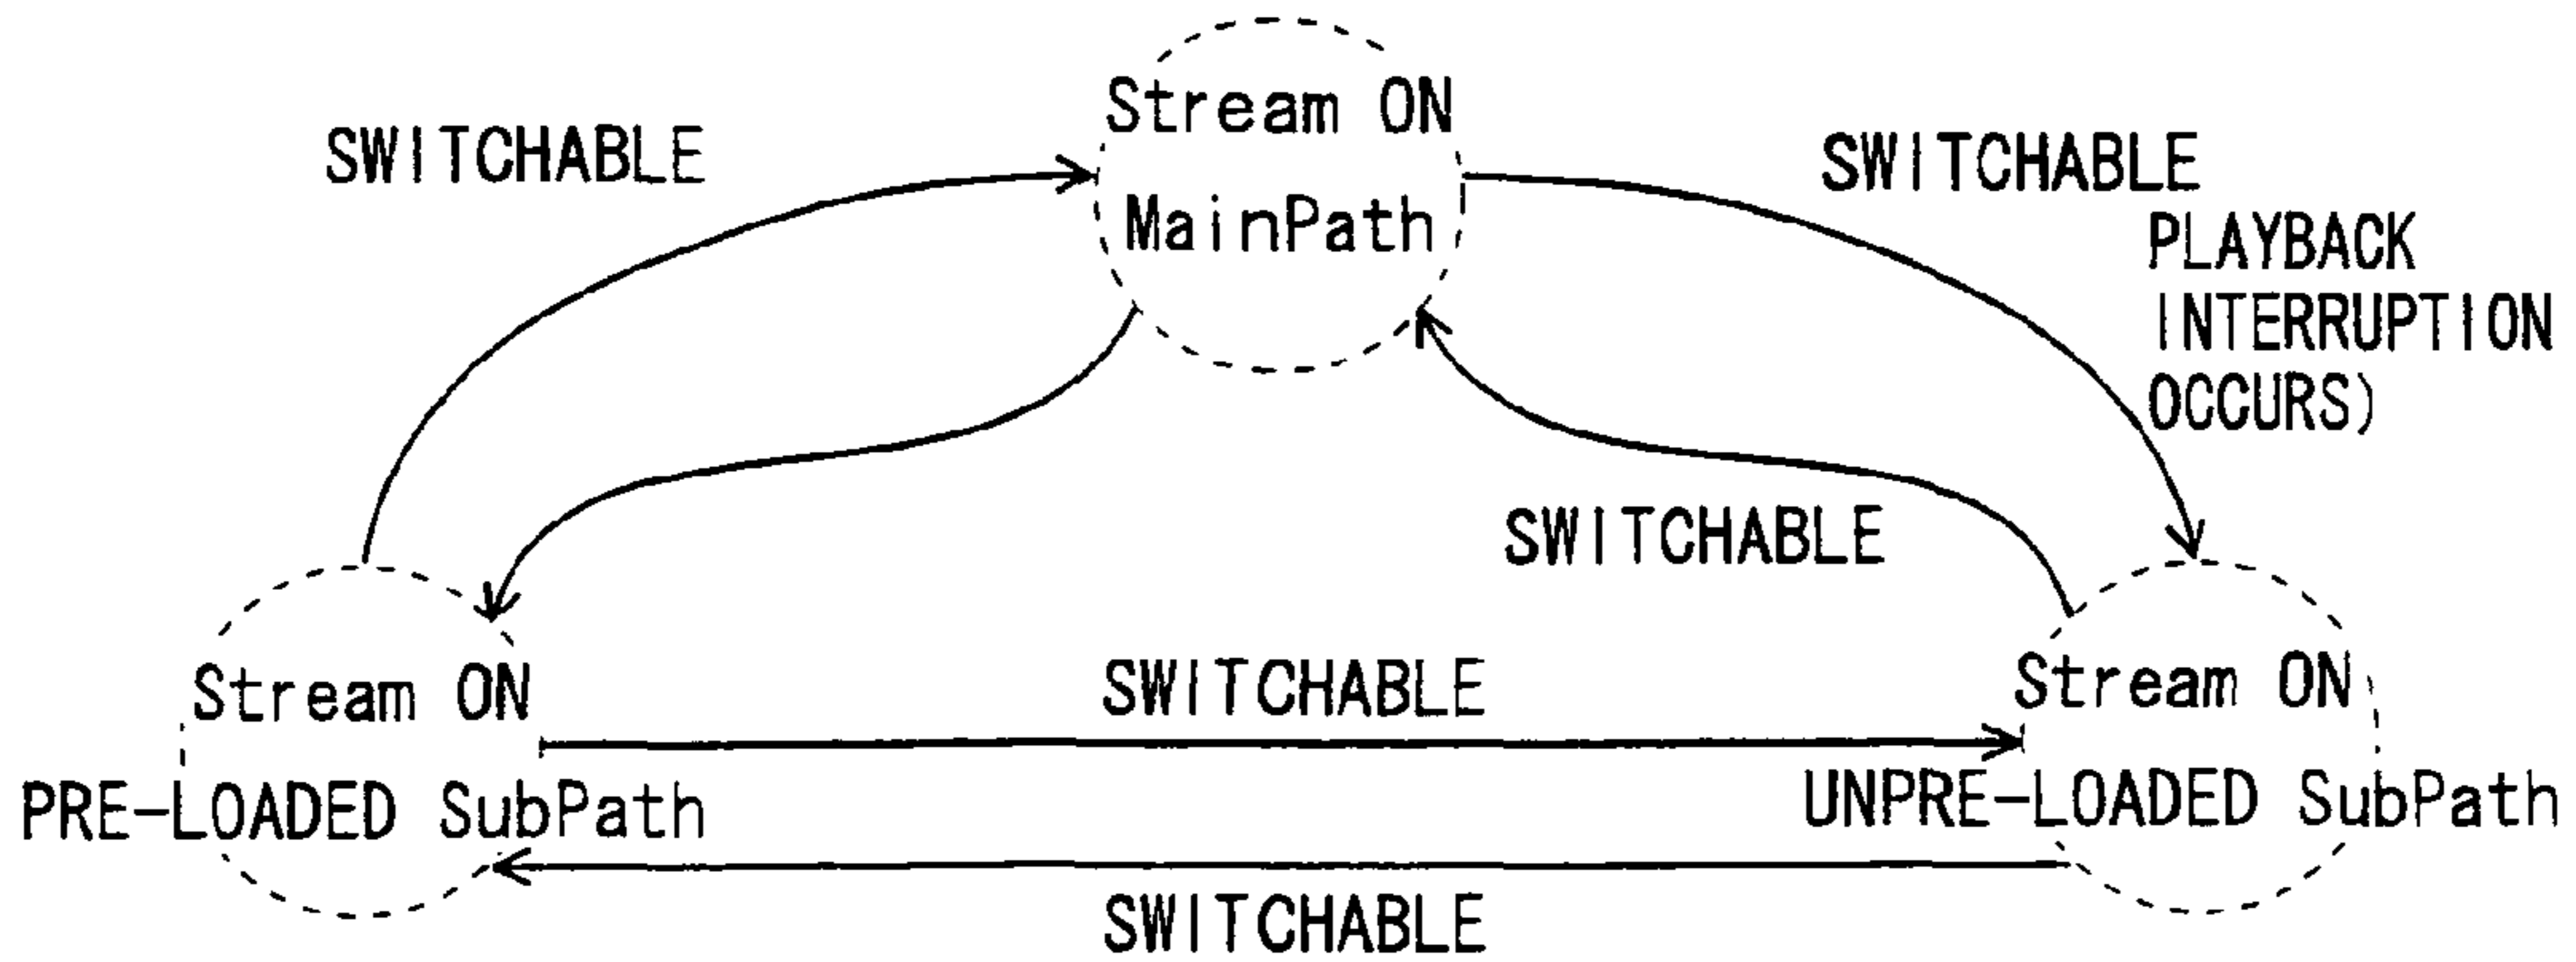 Stream ON
MainPath
SWITCHABLE
SWITCHABLE
PLAYBACK
INTERRUPTION
OCCURS)
SWITCHABLE
Stream ON
PRE-LOADED SubPath
SWITCHABLE
Stream ON
UNPRE-LOADED SubPath
SWITCHABLE